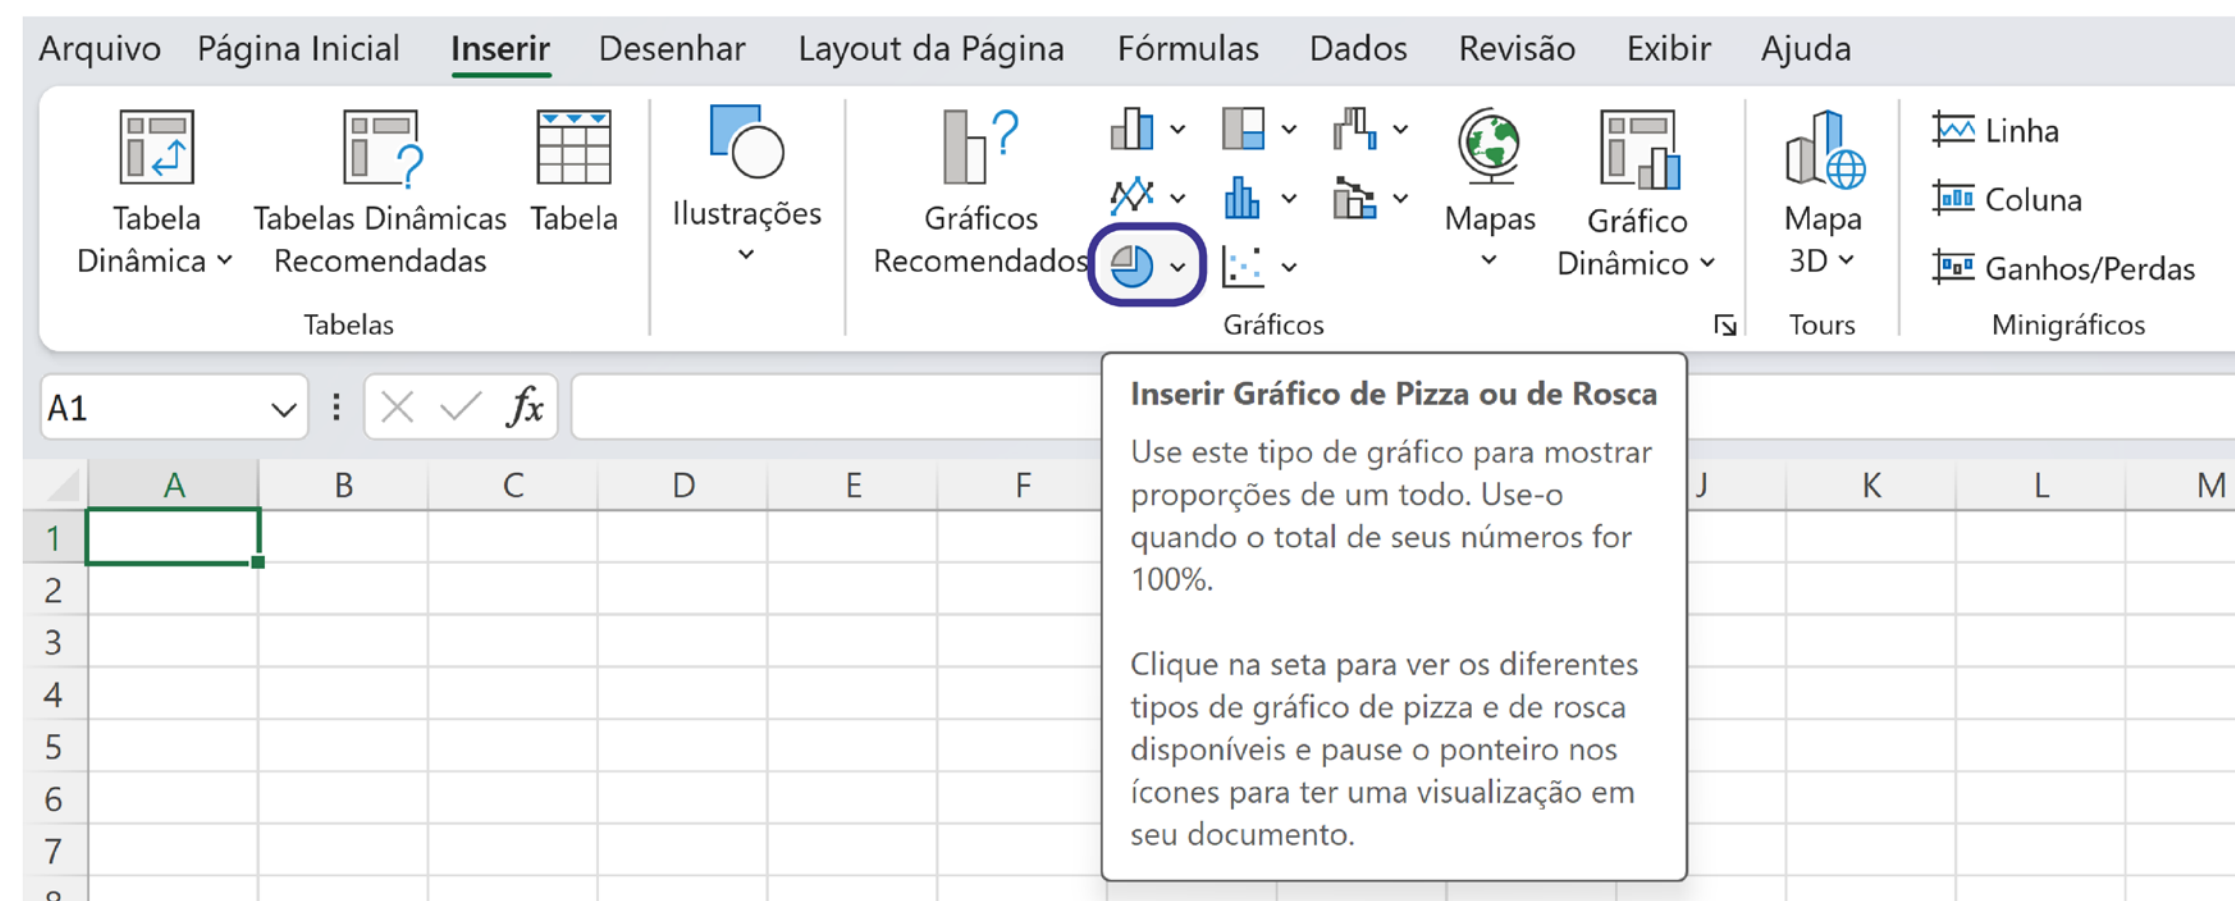 Arquivo Página Inicial Inserir Desenhar Layout da Página Fórmulas Dados Revisão Exibir Ajuda
Tabela Dinâmica
Tabelas Dinâmicas Recomendadas
Tabela
Tabelas
Ilustrações
Gráficos Recomendados
Mapas
Gráfico Dinâmico
Gráficos
Mapa 3D
Tours
Linha
Coluna
Ganhos/Perdas
Minigráficos
A1 fx
Inserir Gráfico de Pizza ou de Rosca
Use este tipo de gráfico para mostrar
proporções de um todo. Use-o
quando o total de seus números for
100%.
Clique na seta para ver os diferentes
tipos de gráfico de pizza e de rosca
disponíveis e pause o ponteiro nos
ícones para ter uma visualização em
seu documento.
A B C D E F J K L M
1
2
3
4
5
6
7
8